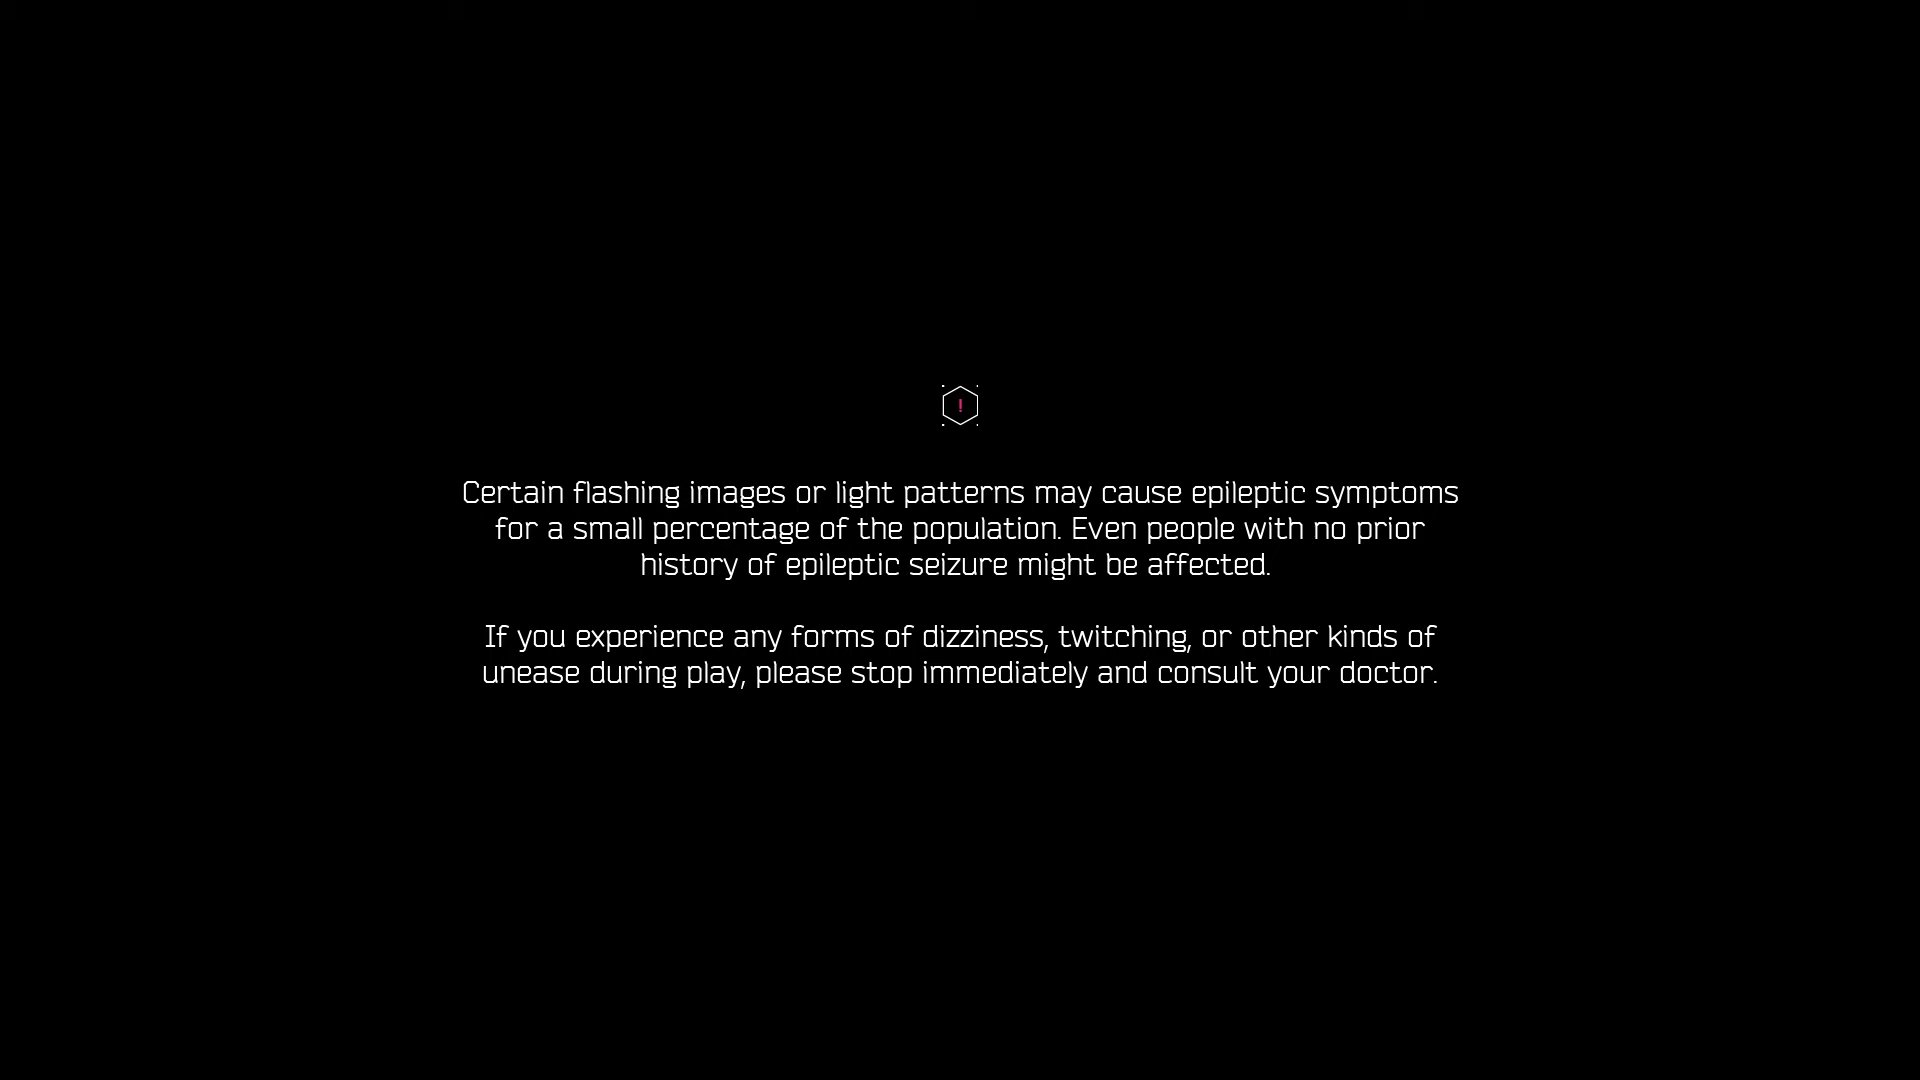 !
Certain flashing images or light patterns may cause epileptic symptoms
for a small percentage of the population. Even people with no prior
history of epileptic seizure might be affected.
If you experience any forms of dizziness, twitching, or other kinds of
unease during play, please stop immediately and consult your doctor.